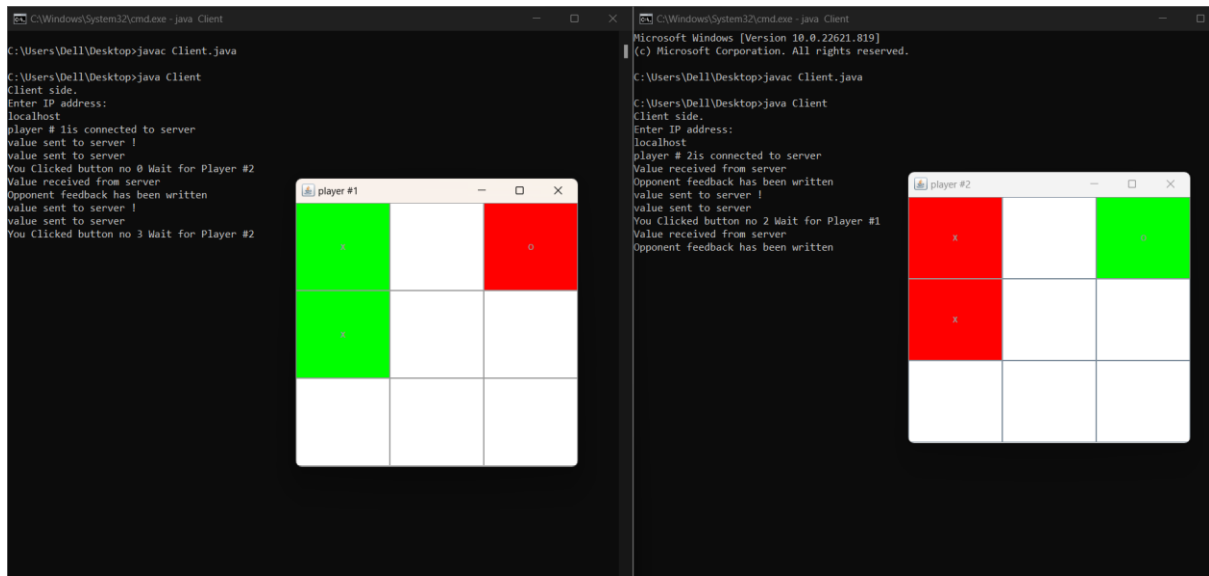 C:\Windows\System32\cmd.exe - java Client
C:\Users\Dell\Desktop>javac Client.java
C:\Users\Dell\Desktop>java Client
Client side.
Enter IP address:
localhost
player # 1is connected to server
value sent to server !
value sent to server
You Clicked button no 0 Wait for Player #2
Value received from server
Opponent feedback has been written
value sent to server !
value sent to server
You Clicked button no 3 Wait for Player #2
player #1
O
C:\Windows\System32\cmd.exe - java Client
Microsoft Windows [Version 10.0.22621.819]
(c) Microsoft Corporation. All rights reserved.
C:\Users\Dell\Desktop>javac Client.java
C:\Users\Dell\Desktop>java Client
Client side.
Enter IP address:
localhost
player # 2is connected to server
Value received from server
Opponent feedback has been written
value sent to server !
value sent to server
You Clicked button no 2 Wait for Player #1
Value received from server
Opponent feedback has been written
player #2
X
X